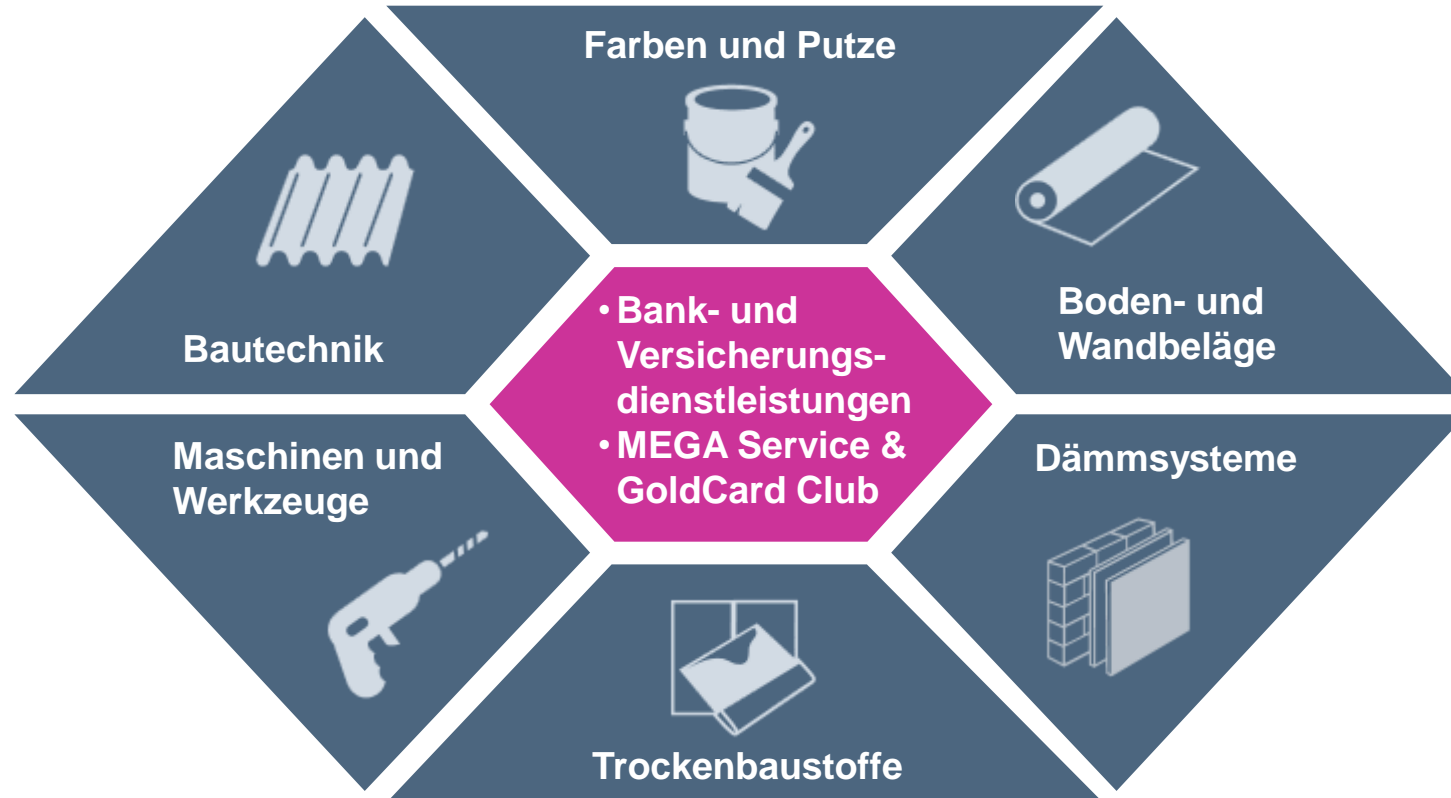 Farben und Putze
Bautechnik
Boden- und
Wandbeläge
• Bank- und
Versicherungs-
dienstleistungen
• MEGA Service &
GoldCard Club
Maschinen und
Werkzeuge
Dämmsysteme
Trockenbaustoffe